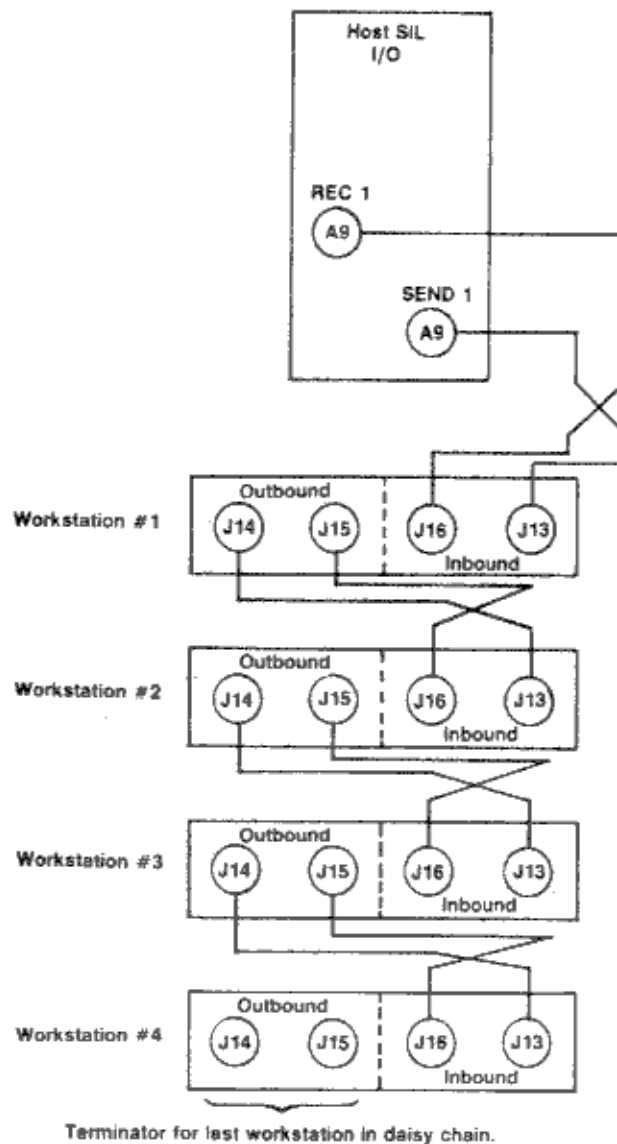 Host SIL
I/O
REC 1
A9
SEND 1
A9
Workstation #1
Outbound
J14
J15
J16
J13
Inbound
Workstation #2
Outbound
J14
J15
J16
J13
Inbound
Workstation #3
Outbound
J14
J15
J16
J13
Inbound
Workstation #4
Outbound
J14
J15
J16
J13
Inbound
Terminator for last workstation in daisy chain.